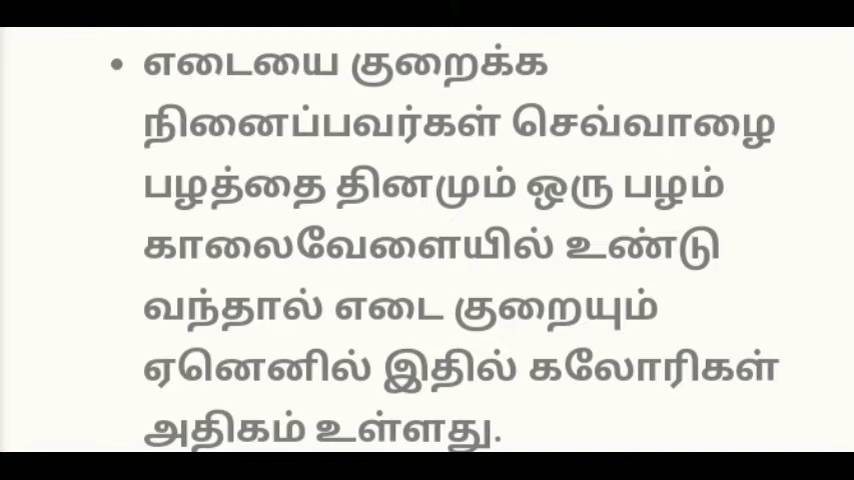 • எடையை குறைக்க
நினைப்பவர்கள் செவ்வாழை
பழத்தை தினமும் ஒரு பழம்
காலைவேளையில் உண்டு
வந்தால் எடை குறையும்
ஏனெனில் இதில் கலோரிகள்
அதிகம் உள்ளது.